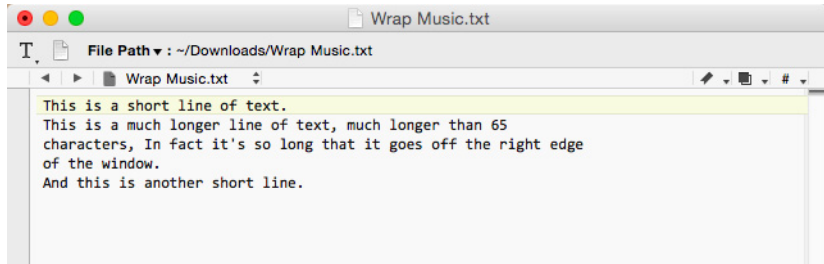 Wrap Music.txt
T File Path ▾ : ~/Downloads/Wrap Music.txt
Wrap Music.txt #
This is a short line of text.
This is a much longer line of text, much longer than 65
characters, In fact it's so long that it goes off the right edge
of the window.
And this is another short line.